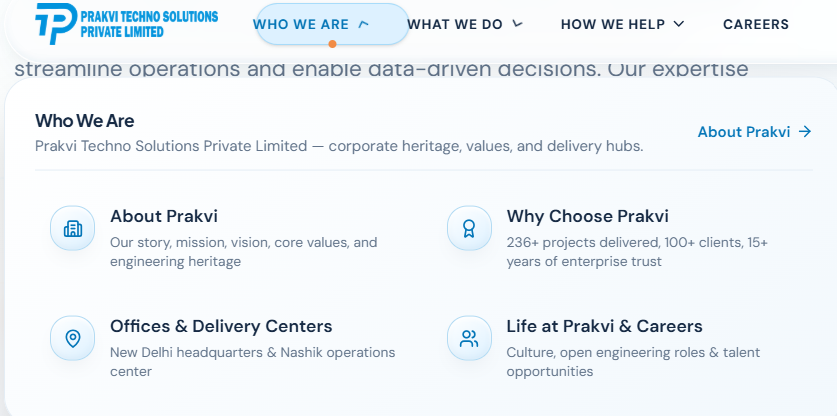 PRAKVI TECHNO SOLUTIONS
PRIVATE LIMITED
WHO WE ARE
WHAT WE DO
HOW WE HELP
CAREERS
streamline operations and enable data-driven decisions. Our expertise
Who We Are
Prakvi Techno Solutions Private Limited — corporate heritage, values, and delivery hubs.
About Prakvi →
About Prakvi
Our story, mission, vision, core values, and
engineering heritage
Why Choose Prakvi
236+ projects delivered, 100+ clients, 15+
years of enterprise trust
Offices & Delivery Centers
New Delhi headquarters & Nashik operations
center
Life at Prakvi & Careers
Culture, open engineering roles & talent
opportunities